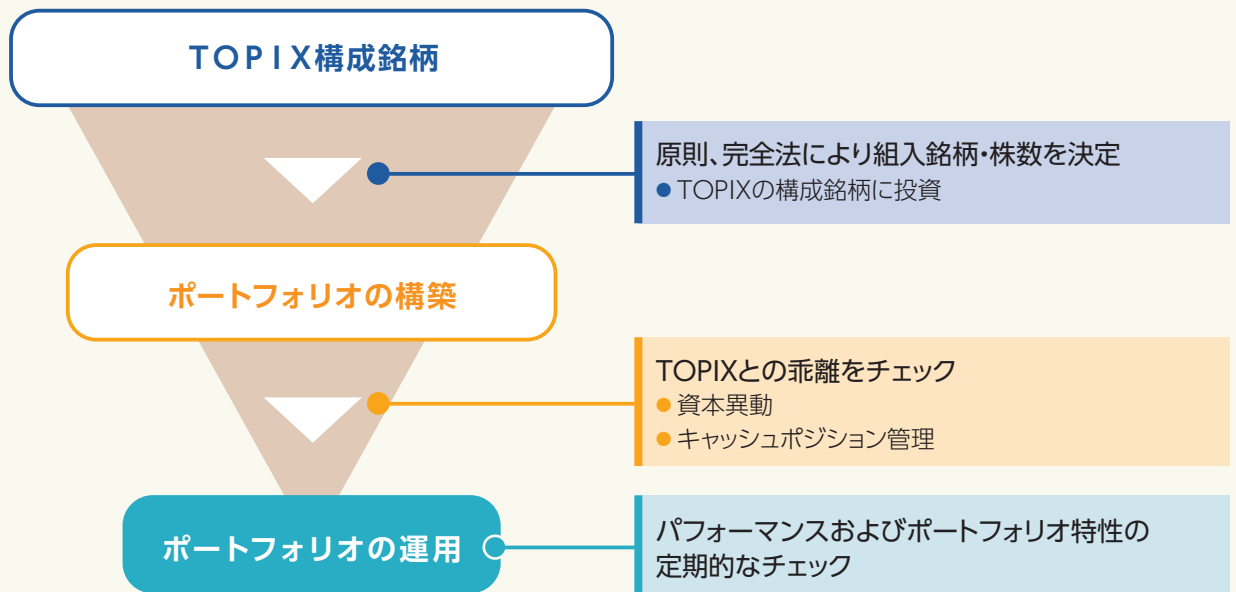 TOPIX構成銘柄
原則、完全法により組入銘柄・株数を決定
● TOPIXの構成銘柄に投資
ポートフォリオの構築
TOPIXとの乖離をチェック
● 資本異動
● キャッシュポジション管理
ポートフォリオの運用
パフォーマンスおよびポートフォリオ特性の
定期的なチェック